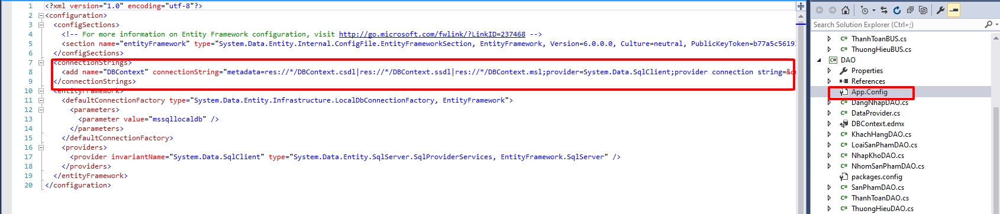 1 <?xml version="1.0" encoding="utf-8"?>
2 <configuration>
3 <configSections>
4 <!-- For more information on Entity Framework configuration, visit http://go.microsoft.com/fwlink/?LinkID=237468 -->
5 <section name="entityFramework" type="System.Data.Entity.Internal.ConfigFile.EntityFrameworkSection, EntityFramework, Version=6.0.0.0, Culture=neutral, PublicKeyToken=b77a5c5619
6 </configSections>
7 <connectionStrings>
8 <add name="DBContext" connectionString="metadata=res://*/DBContext.csdl|res://*/DBContext.ssdl|res://*/DBContext.msl;provider=System.Data.SqlClient;provider connection string=
9 </connectionStrings>
10 <entityFramework>
11 <defaultConnectionFactory type="System.Data.Entity.Infrastructure.LocalDbConnectionFactory, EntityFramework">
12 <parameters>
13 <parameter value="mssqllocaldb" />
14 </parameters>
15 </defaultConnectionFactory>
16 <providers>
17 <provider invariantName="System.Data.SqlClient" type="System.Data.Entity.SqlServer.SqlProviderServices, EntityFramework.SqlServer" />
18 </providers>
19 </entityFramework>
20 </configuration>
Search Solution Explorer (Ctrl+;)
C# ThanhToanBUS.cs
C# ThuongHieuBUS.cs
C# DAO
Properties
References
App.Config
C# DangNhapDAO.cs
C# DataProvider.cs
DBContext.edmx
C# KhachHangDAO.cs
C# LoaiSanPhamDAO.cs
C# NhapKhoDAO.cs
C# NhomSanPhamDAO.cs
packages.config
C# SanPhamDAO.cs
C# ThanhToanDAO.cs
C# ThuongHieuDAO.cs